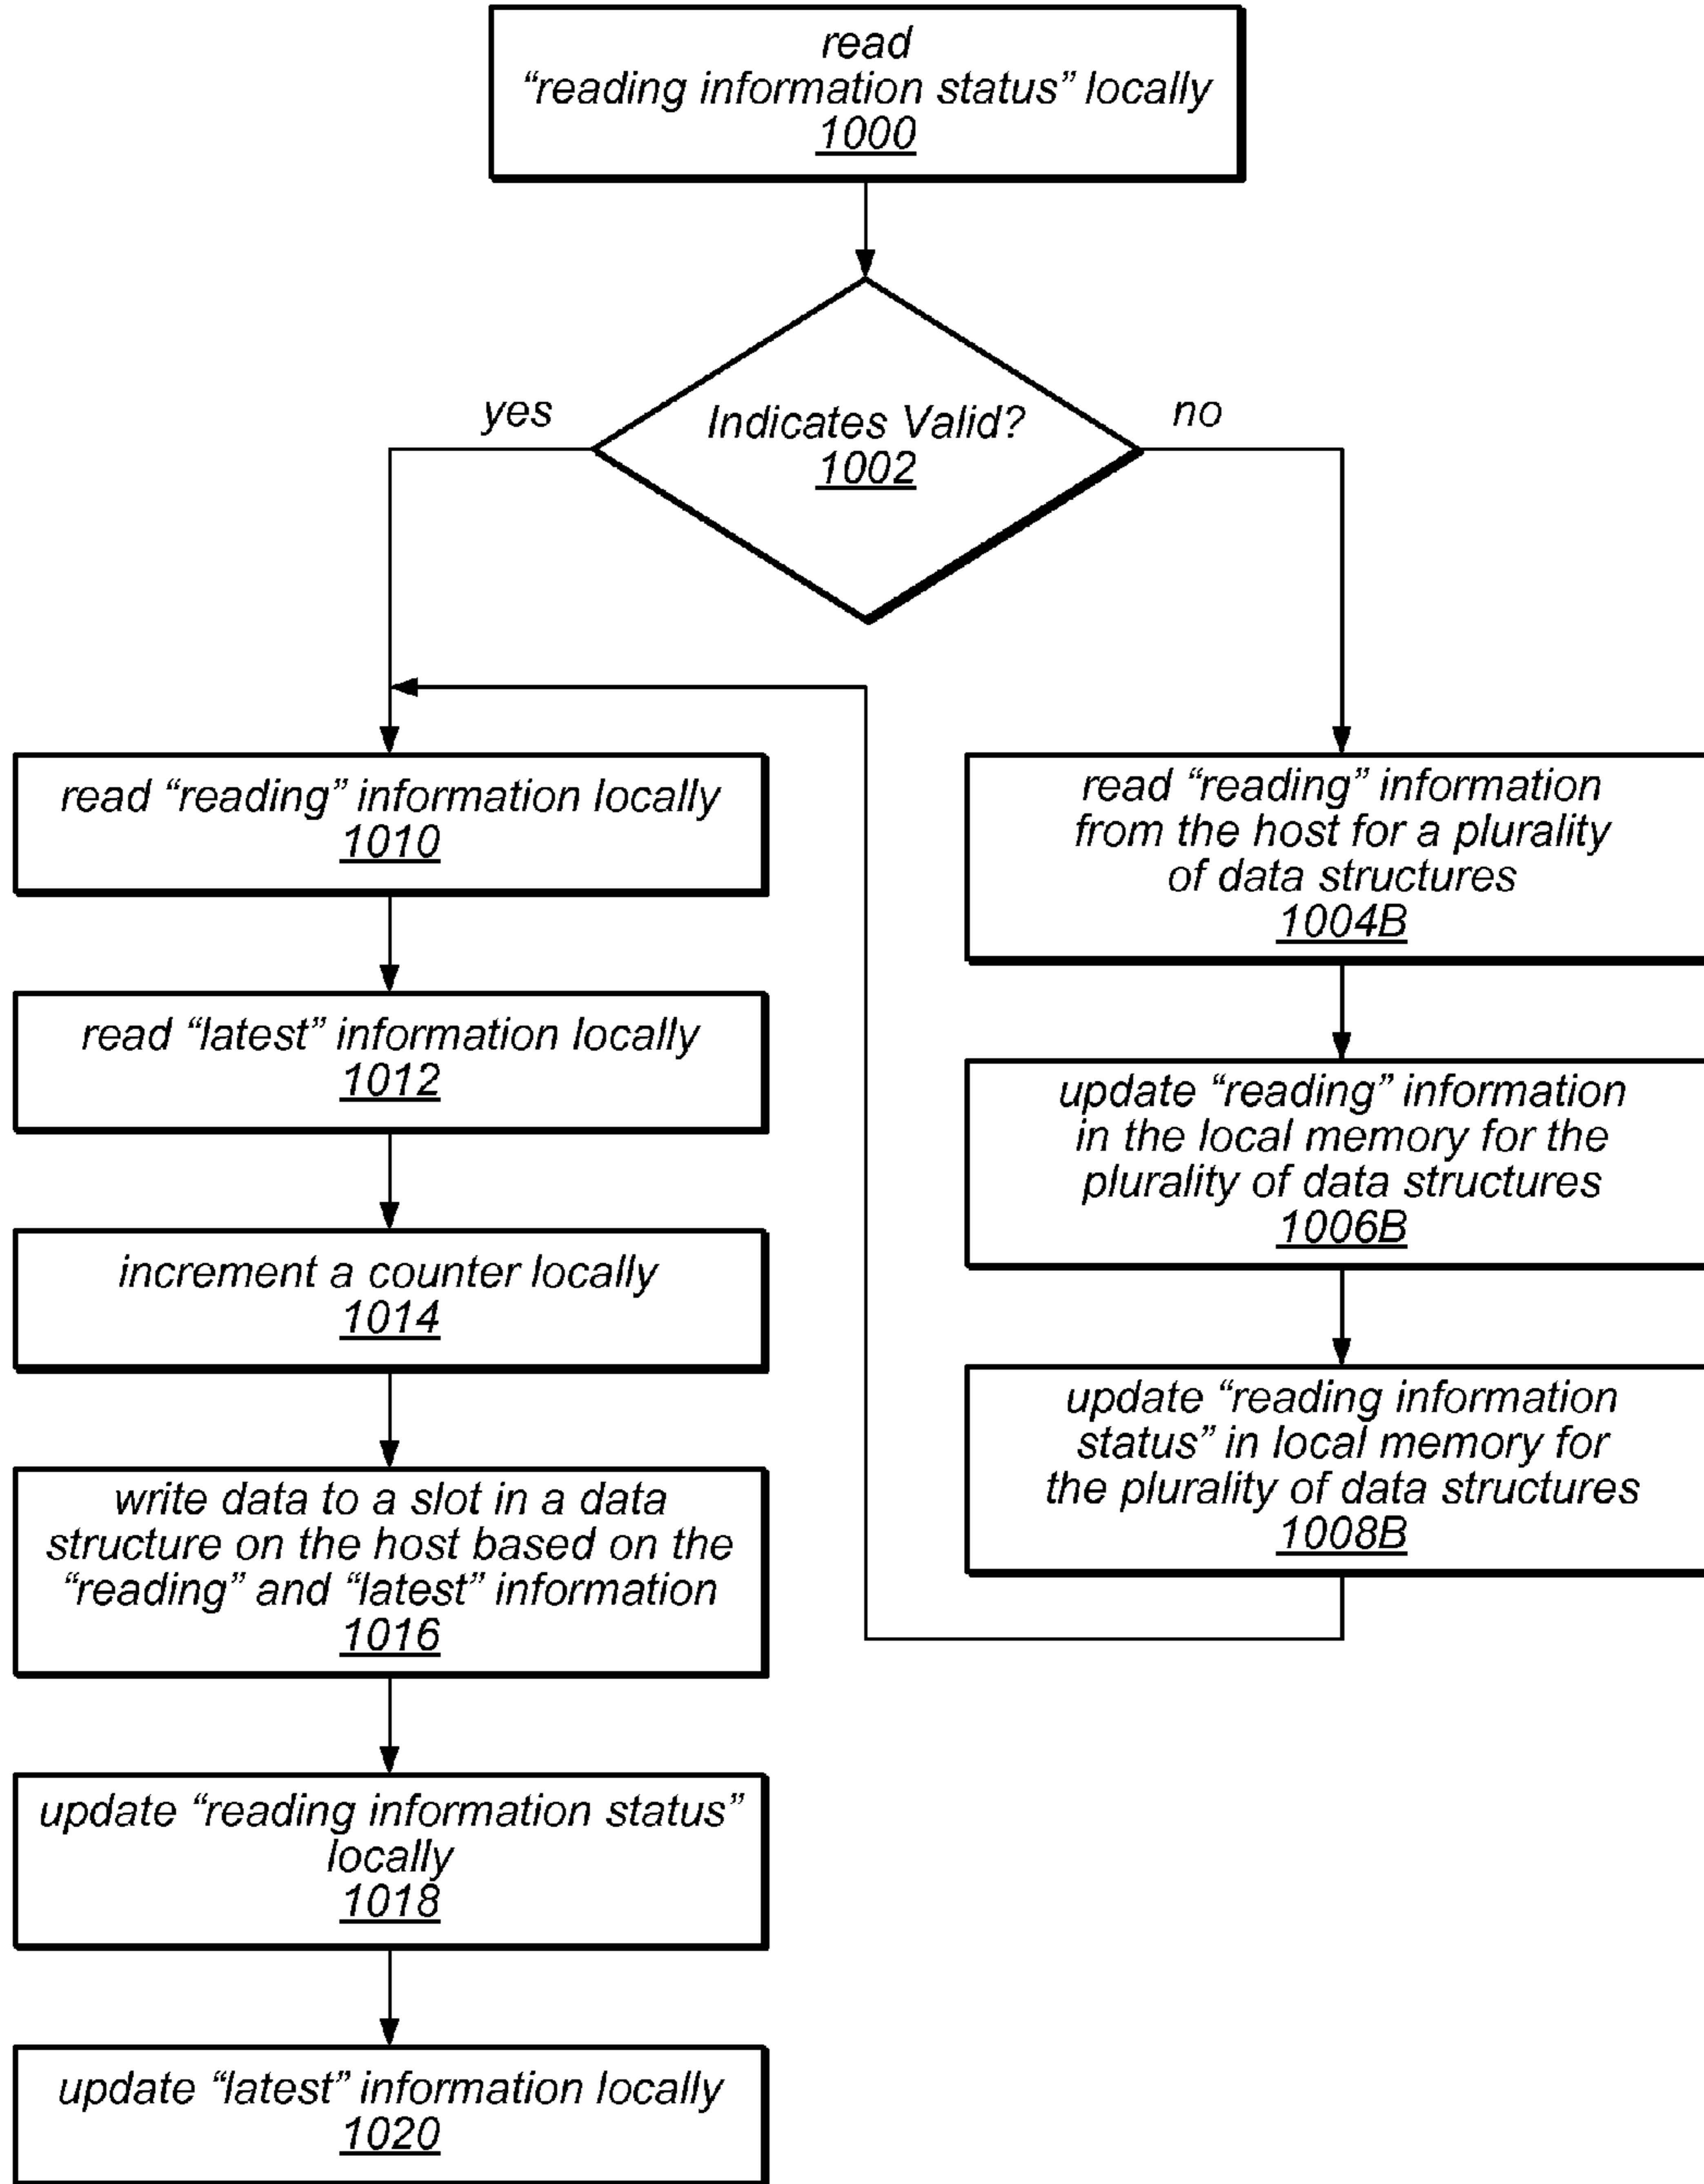 read
“reading information status” locally
1000
Indicates Valid?
1002
yes
no
read “reading” information locally
1010
read “latest” information locally
1012
increment a counter locally
1014
write data to a slot in a data
structure on the host based on the
“reading” and “latest” information
1016
update “reading information status”
locally
1018
update “latest” information locally
1020
read “reading” information
from the host for a plurality
of data structures
1004B
update “reading” information
in the local memory for the
plurality of data structures
1006B
update “reading information
status” in local memory for
the plurality of data structures
1008B